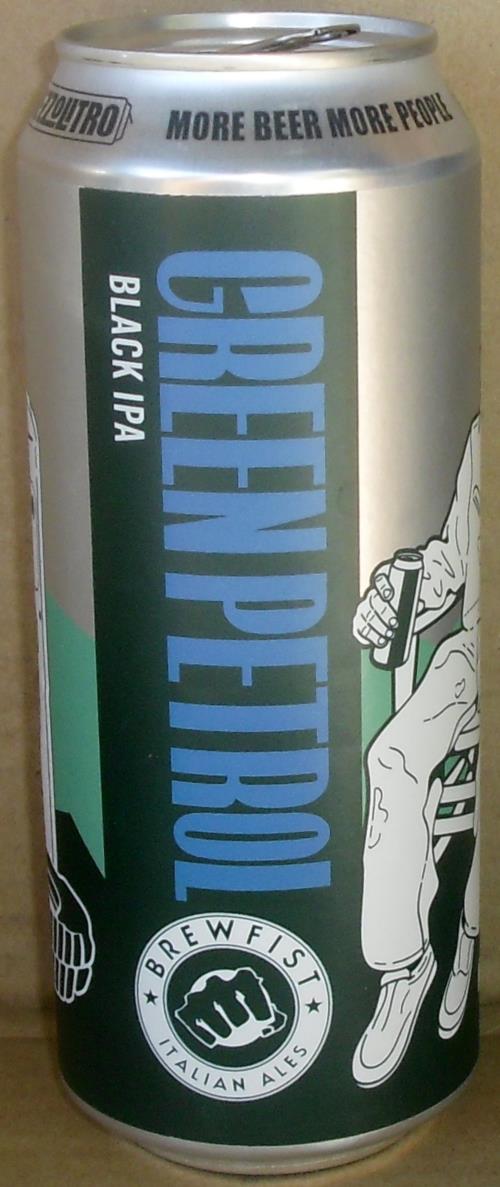 MORE BEER MORE PEOPLE
GREEN PETROL
BLACK IPA
BREWFIST
ITALIAN ALES